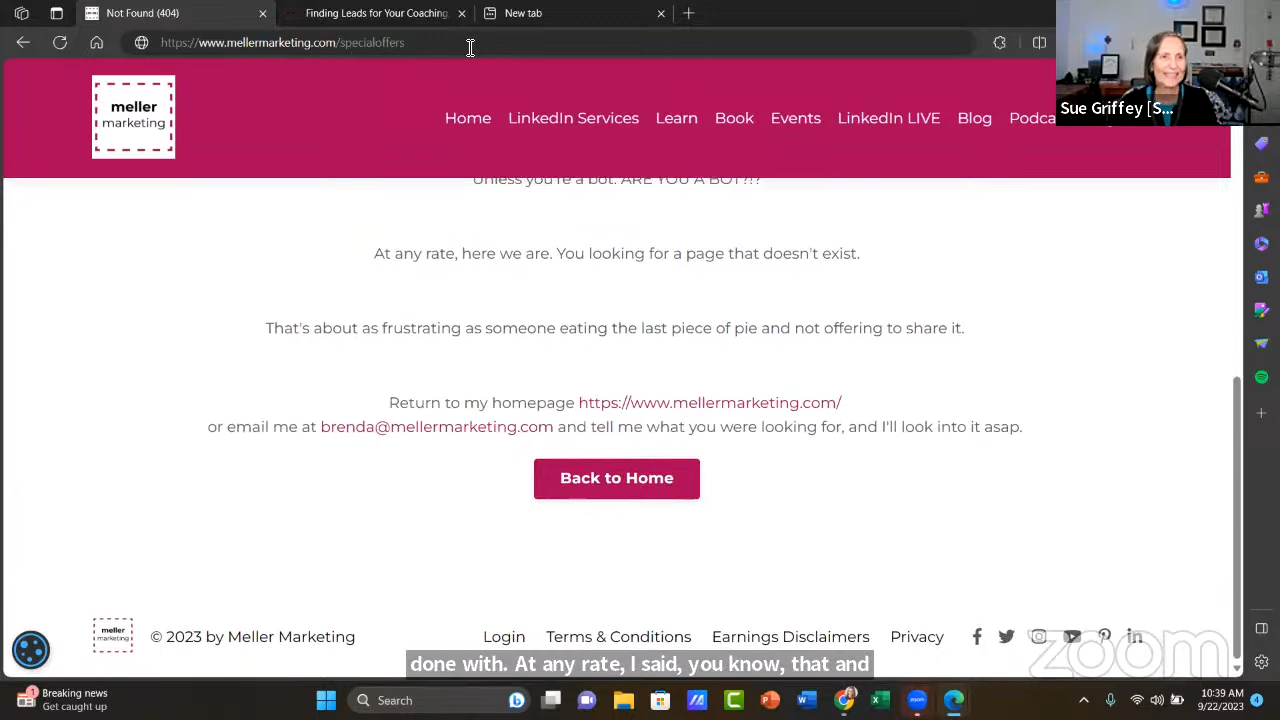 Not Found (404)
Finding Leads for Your Coaching
New tab
https://www.mellermarketing.com/specialoffers
meller
marketing
Home
LinkedIn Services
Learn
Book
Events
LinkedIn LIVE
Blog
Podca
Sue Griffey [S...
Unless you're a bot. ARE YOU A BOT?!?
At any rate, here we are. You looking for a page that doesn't exist.
That's about as frustrating as someone eating the last piece of pie and not offering to share it.
Return to my homepage https://www.mellermarketing.com/
or email me at brenda@mellermarketing.com and tell me what you were looking for, and I'll look into it asap.
Back to Home
meller
marketing
© 2023 by Meller Marketing
Login
Terms & Conditions
Earnings Disclaimers
Privacy
zoom
done with. At any rate, I said, you know, that and
Breaking news
Get caught up
Search
10:39 AM
9/22/2023